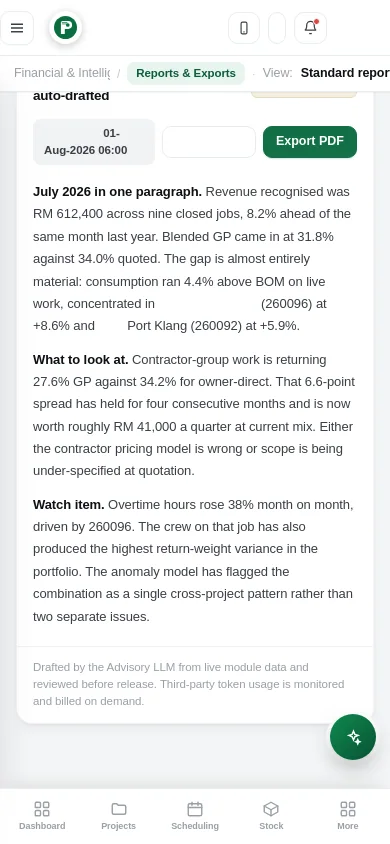 Financial & Intellig / Reports & Exports · View: Standard repor
auto-drafted
01-
Aug-2026 06:00
Export PDF
July 2026 in one paragraph. Revenue recognised was
RM 612,400 across nine closed jobs, 8.2% ahead of the
same month last year. Blended GP came in at 31.8%
against 34.0% quoted. The gap is almost entirely
material: consumption ran 4.4% above BOM on live
work, concentrated in (260096) at
+8.6% and Port Klang (260092) at +5.9%.
What to look at. Contractor-group work is returning
27.6% GP against 34.2% for owner-direct. That 6.6-point
spread has held for four consecutive months and is now
worth roughly RM 41,000 a quarter at current mix. Either
the contractor pricing model is wrong or scope is being
under-specified at quotation.
Watch item. Overtime hours rose 38% month on month,
driven by 260096. The crew on that job has also
produced the highest return-weight variance in the
portfolio. The anomaly model has flagged the
combination as a single cross-project pattern rather than
two separate issues.
Drafted by the Advisory LLM from live module data and
reviewed before release. Third-party token usage is monitored
and billed on demand.
Dashboard Projects Scheduling Stock More